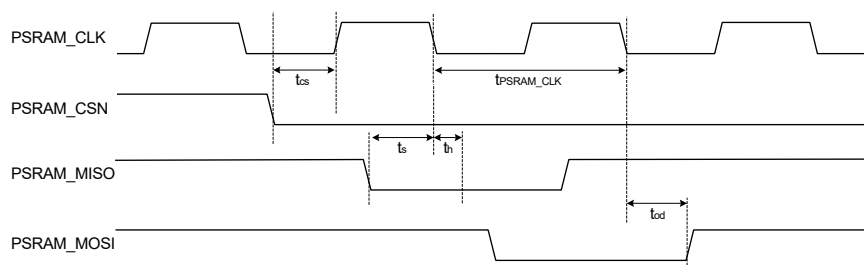 PSRAM_CLK
tcs
tPSRAM_CLK
PSRAM_CSN
ts
th
PSRAM_MISO
tod
PSRAM_MOSI